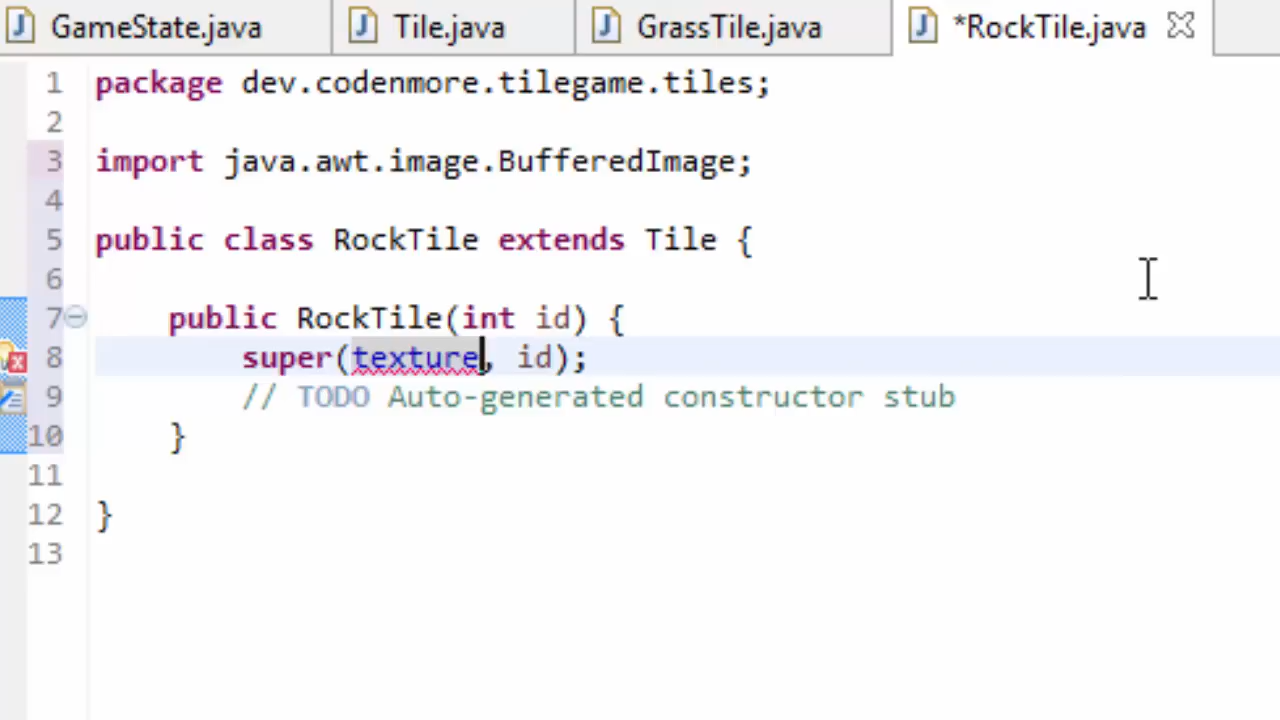 GameState.java Tile.java GrassTile.java *RockTile.java
1 package dev.codenmore.tilegame.tiles;
2
3 import java.awt.image.BufferedImage;
4
5 public class RockTile extends Tile {
6
7 public RockTile(int id) {
8 super(texture, id);
9 // TODO Auto-generated constructor stub
10 }
11
12 }
13